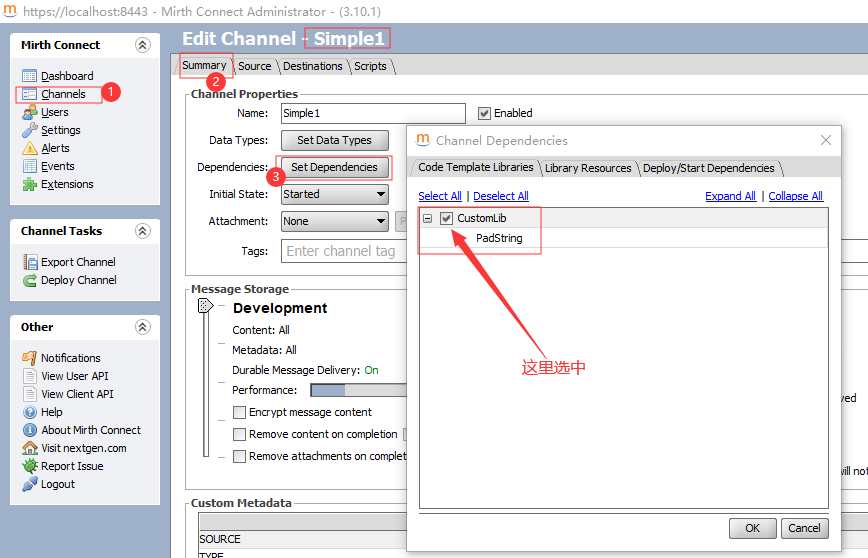 https://localhost:8443 - Mirth Connect Administrator - (3.10.1)
Mirth Connect
Dashboard
Channels
1
Users
Settings
Alerts
Events
Extensions
Channel Tasks
Export Channel
Deploy Channel
Other
Notifications
View User API
View Client API
Help
About Mirth Connect
Visit nextgen.com
Report Issue
Logout
Edit Channel - Simple1
Summary
Source
Destinations
Scripts
2
Channel Properties
Name:
Simple1
Enabled
Data Types:
Set Data Types
Dependencies:
Set Dependencies
3
Initial State:
Started
Attachment:
None
Tags:
Enter channel tag
Message Storage
Development
Content: All
Metadata: All
Durable Message Delivery: On
Performance:
Encrypt message content
Remove content on completion
Remove attachments on complet
Custom Metadata
SOURCE
TYPE
Channel Dependencies
Code Template Libraries
Library Resources
Deploy/Start Dependencies
Select All | Deselect All
Expand All | Collapse All
CustomLib
PadString
这里选中
OK
Cancel
ved
will not